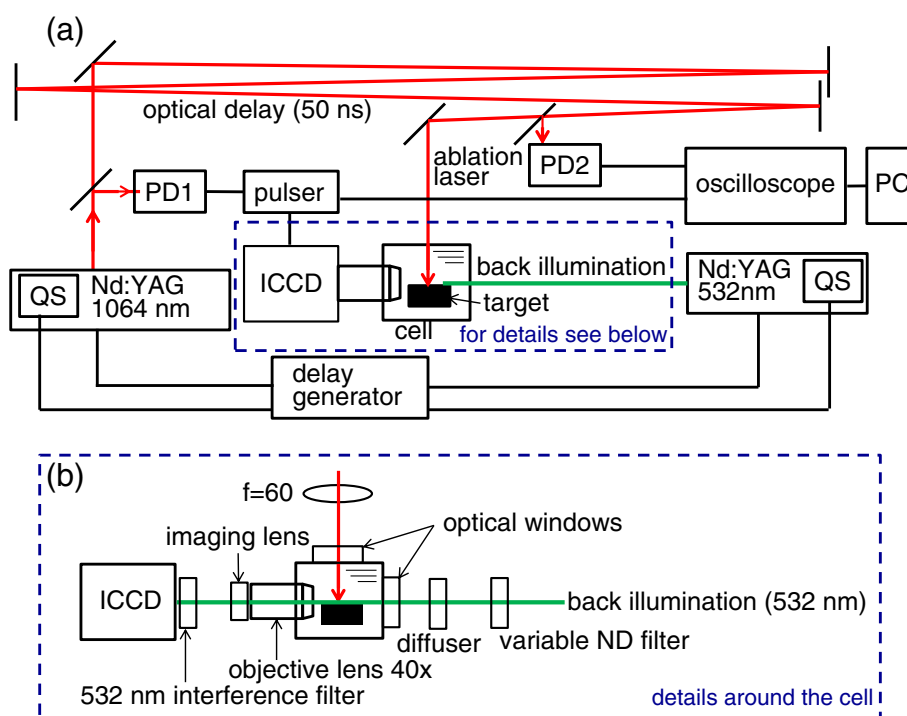 (a)
optical delay (50 ns)
ablation
laser
PD1
pulser
PD2
oscilloscope
PC
ICCD
back illumination
target
cell
for details see below
QS
Nd:YAG
1064 nm
Nd:YAG
532nm
QS
delay
generator
(b)
f=60
imaging lens
optical windows
ICCD
back illumination (532 nm)
diffuser
variable ND filter
objective lens 40x
532 nm interference filter
details around the cell